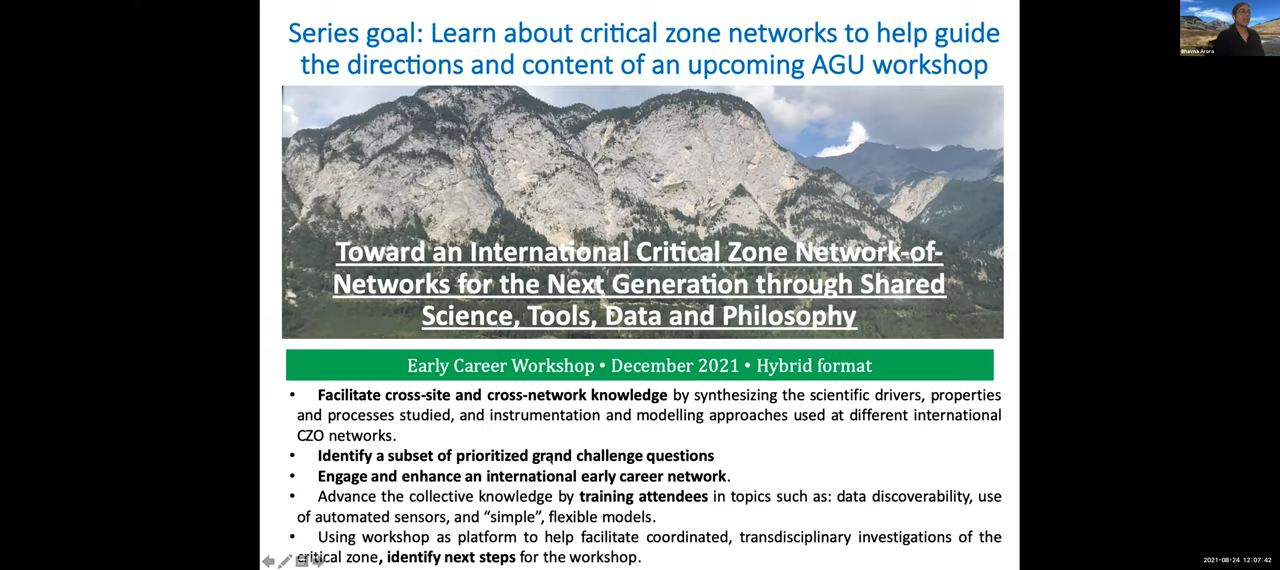 Series goal: Learn about critical zone networks to help guide
the directions and content of an upcoming AGU workshop
Bhavna Arora
Toward an International Critical Zone Network-of-
Networks for the Next Generation through Shared
Science, Tools, Data and Philosophy
Early Career Workshop • December 2021 • Hybrid format
• Facilitate cross-site and cross-network knowledge by synthesizing the scientific drivers, properties
and processes studied, and instrumentation and modelling approaches used at different international
CZO networks.
• Identify a subset of prioritized grand challenge questions
• Engage and enhance an international early career network.
• Advance the collective knowledge by training attendees in topics such as: data discoverability, use
of automated sensors, and “simple”, flexible models.
• Using workshop as platform to help facilitate coordinated, transdisciplinary investigations of the
critical zone, identify next steps for the workshop.
2021-08-24 12:07:42